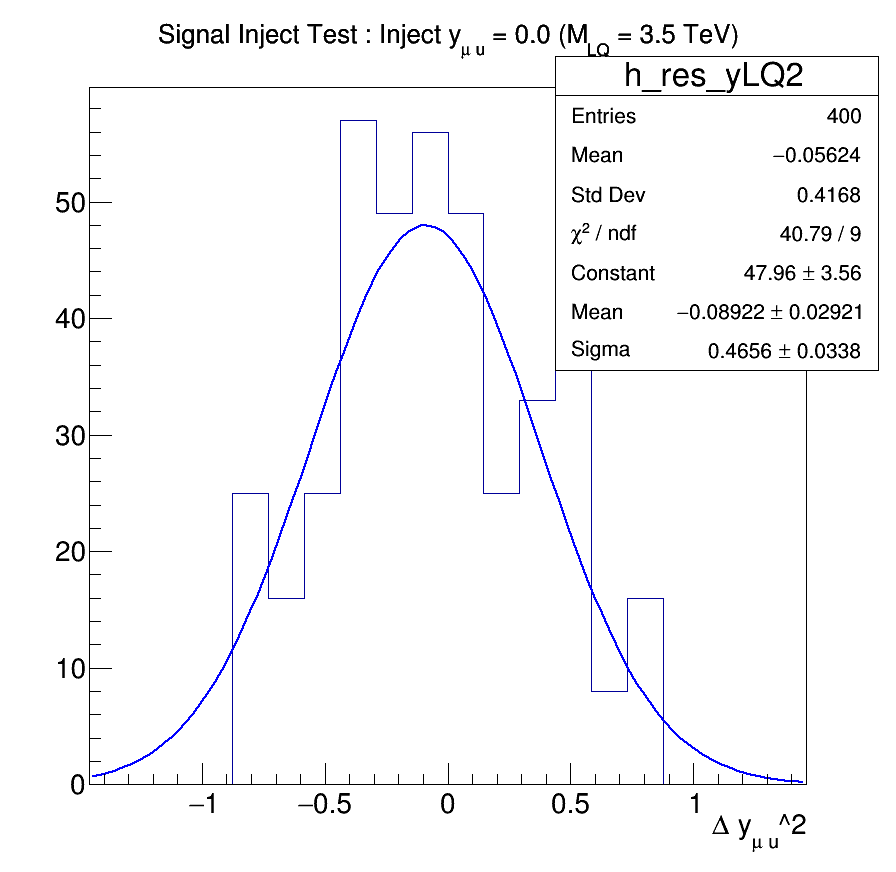 Signal Inject Test : Inject y_μ u = 0.0 (M_LQ = 3.5 TeV)
h_res_yLQ2
Entries 400
Mean −0.05624
Std Dev 0.4168
χ² / ndf 40.79 / 9
Constant 47.96 ± 3.56
Mean −0.08922 ± 0.02921
Sigma 0.4656 ± 0.0338
50
40
30
20
10
0
−1 −0.5 0 0.5 1
Δ y_μ u^2